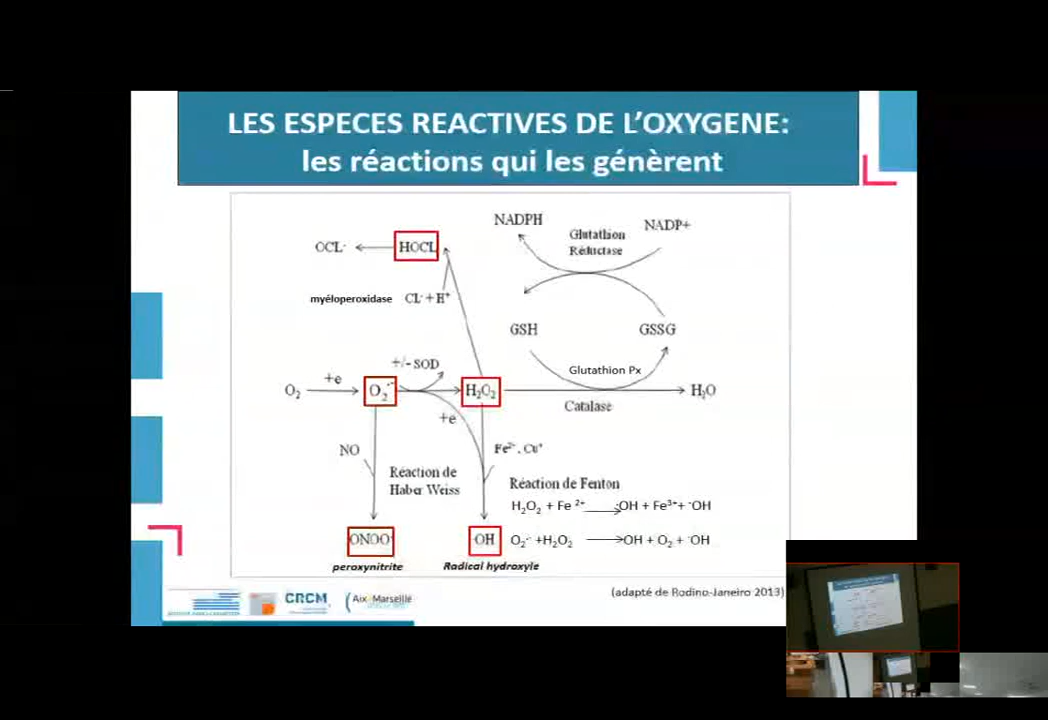 LES ESPECES REACTIVES DE L'OXYGENE:
les réactions qui les génèrent
NADPH
NADP+
Glutathion
Réductase
OCL-
HOCL
myéloperoxidase
CL-+H+
GSH
GSSG
Glutathion Px
+/- SOD
O2
+e
O2·-
H2O2
H2O
Catalase
+e
NO
Réaction de
Haber Weiss
Fe2+, Cu+
Réaction de Fenton
H2O2 + Fe 2+ → ·OH + Fe3+ + -OH
ONOO-
·OH
O2·- +H2O2 → ·OH + O2 + -OH
peroxynitrite
Radical hydroxyle
(adapté de Rodino-Janeiro 2013)
CRCM
Aix*Marseille